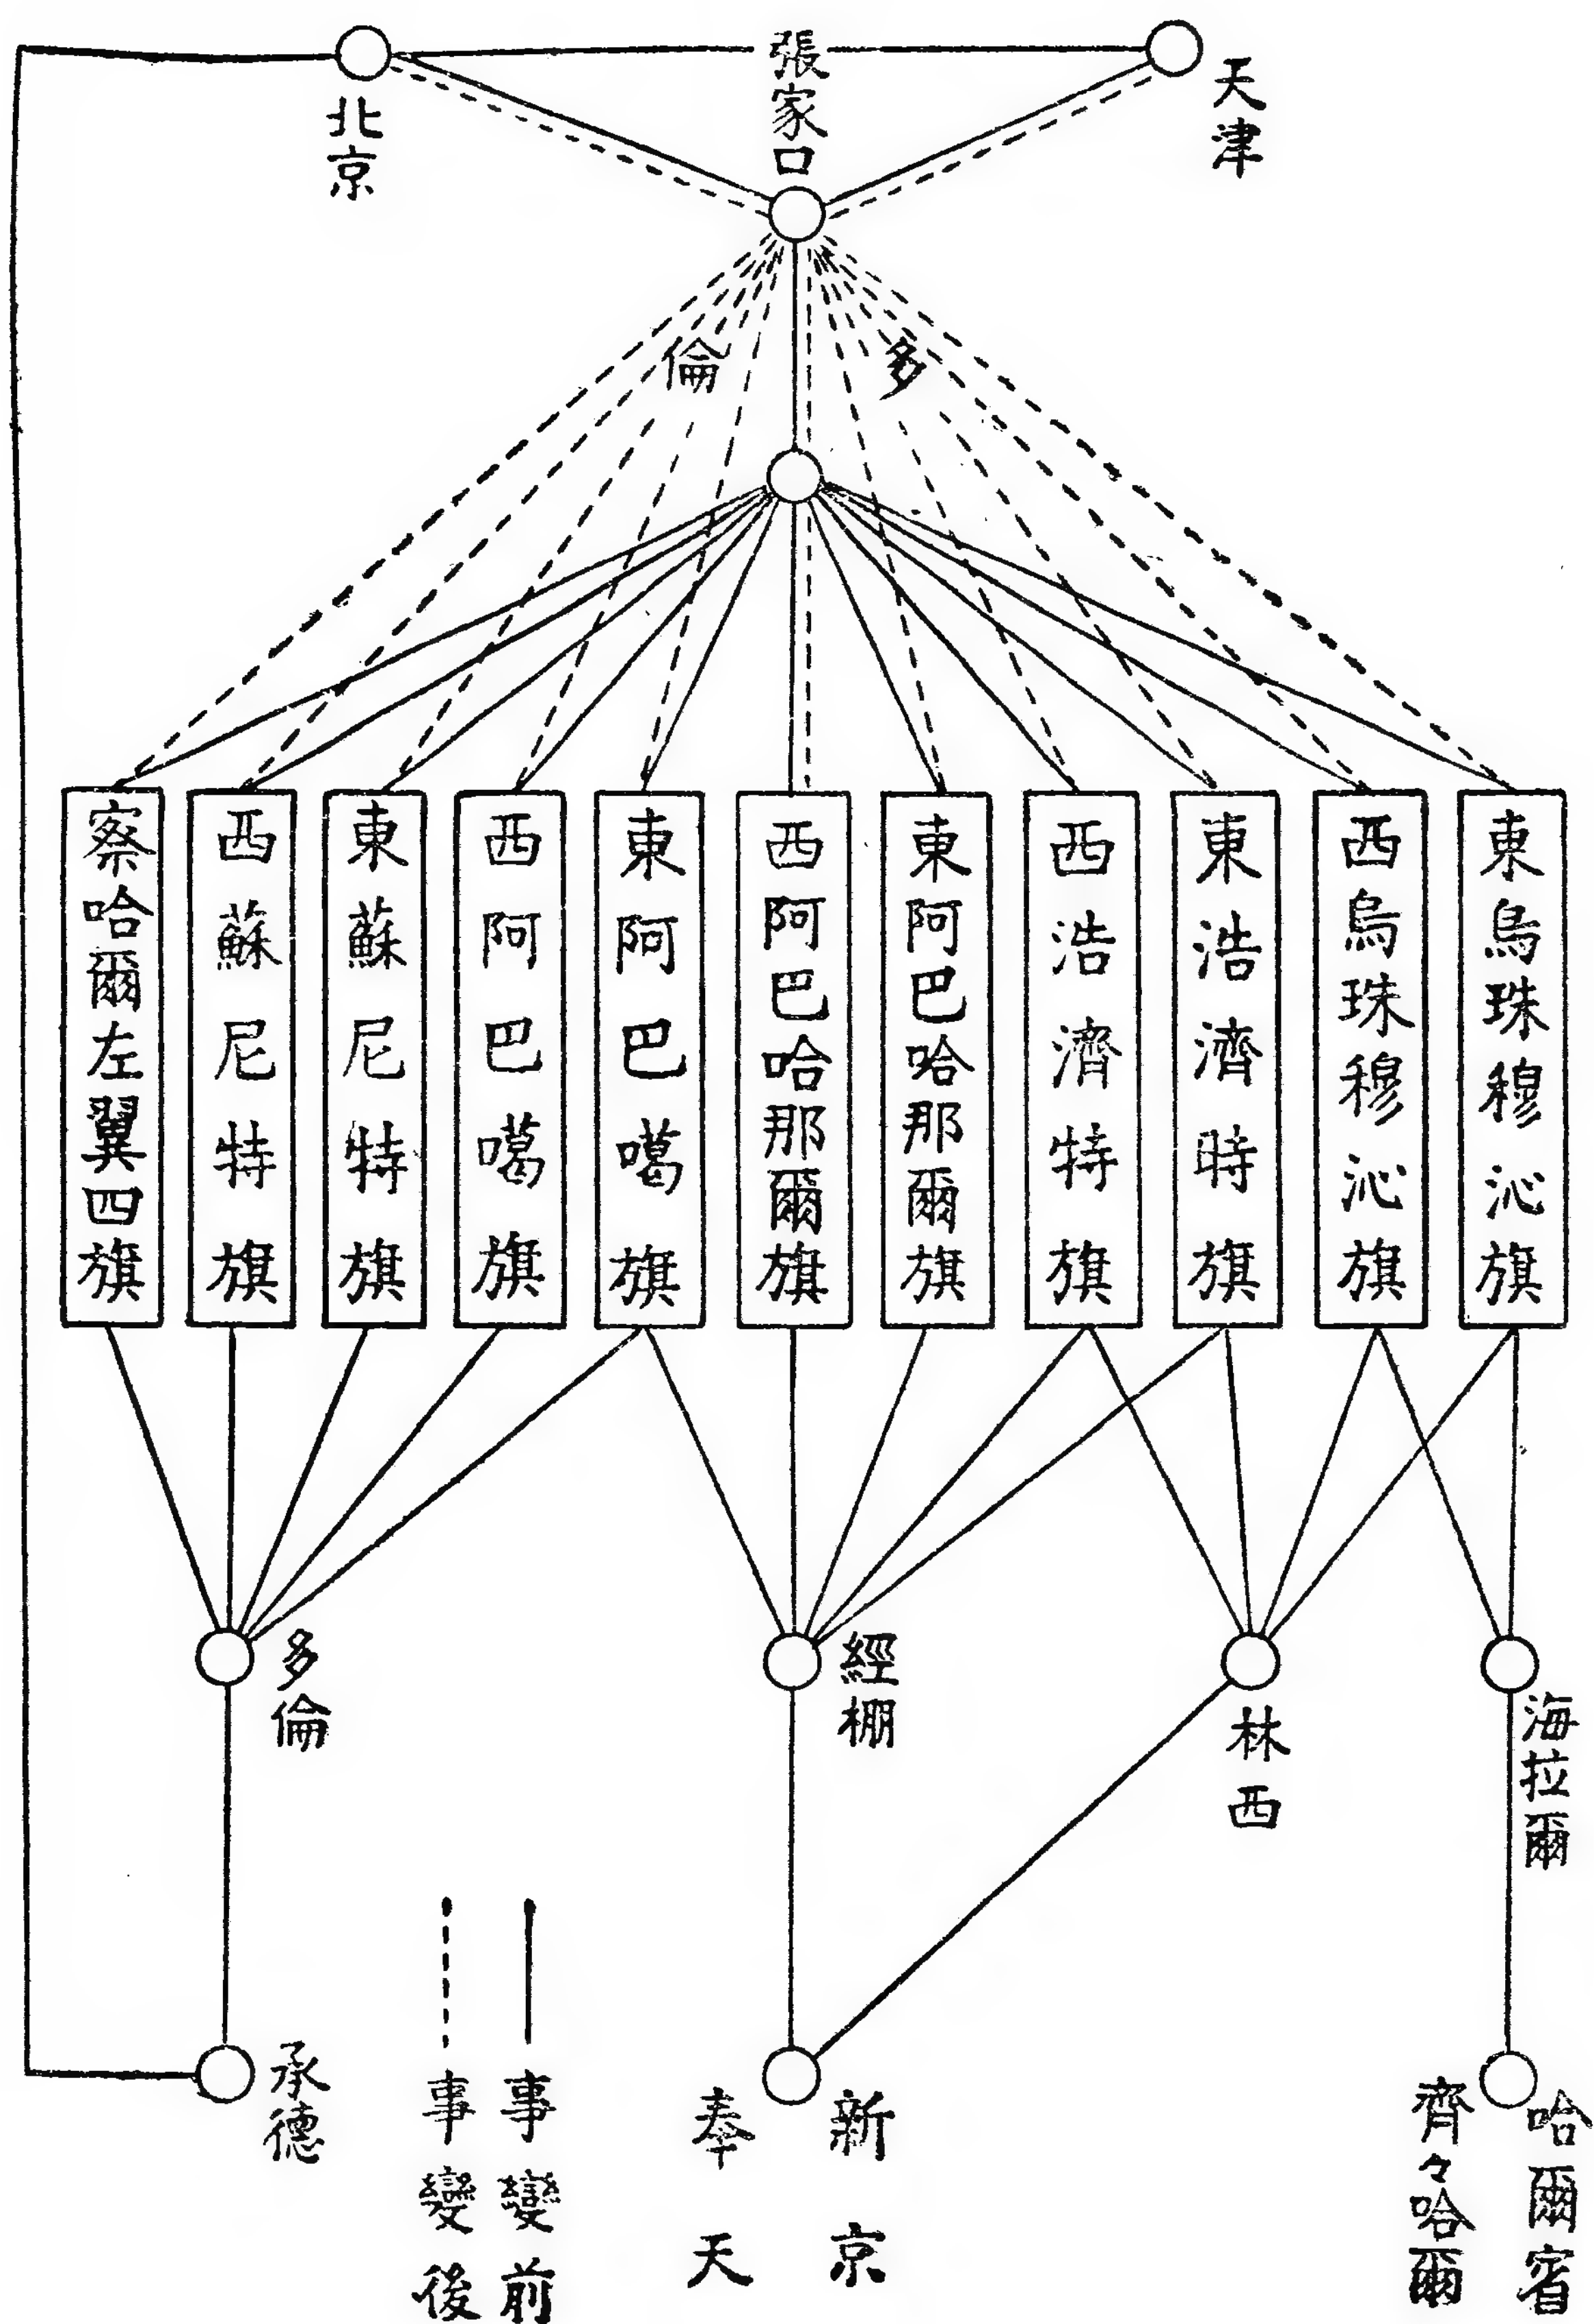 天津
張家口
北京
多倫
東烏珠穆沁旗
西烏珠穆沁旗
東浩濟時旗
西浩濟特旗
東阿巴哈那爾旗
西阿巴哈那爾旗
東阿巴噶旗
西阿巴噶旗
東蘇尼特旗
西蘇尼特旗
察哈爾左翼四旗
海拉爾
林西
經棚
多倫
哈爾賓
齊々哈爾
新京
奉天
事變前
事變後
承德